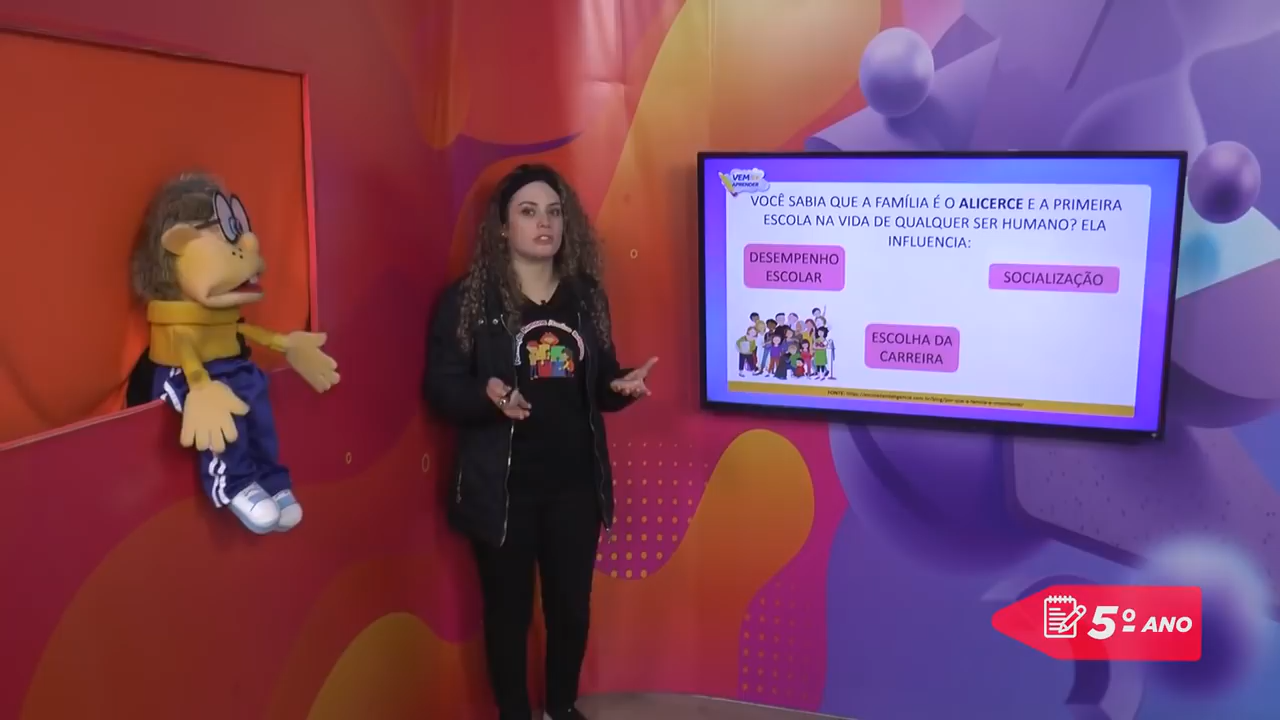 VEM
APRENDER
VOCÊ SABIA QUE A FAMÍLIA É O ALICERCE E A PRIMEIRA
ESCOLA NA VIDA DE QUALQUER SER HUMANO? ELA
INFLUENCIA:
DESEMPENHO
ESCOLAR
SOCIALIZAÇÃO
ESCOLHA DA
CARREIRA
FONTE:
5º ANO